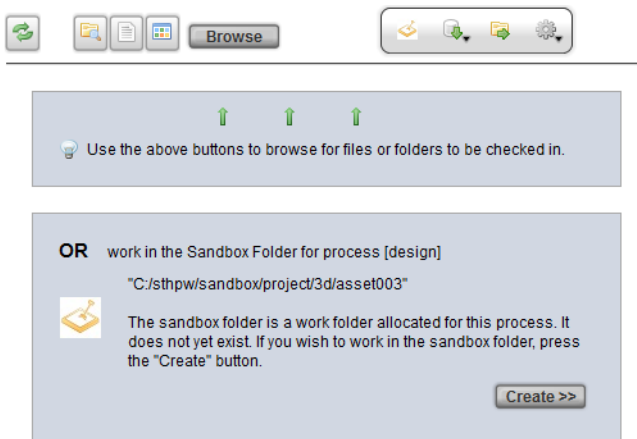 Browse
Use the above buttons to browse for files or folders to be checked in.
OR work in the Sandbox Folder for process [design]
"C:/sthpw/sandbox/project/3d/asset003"
The sandbox folder is a work folder allocated for this process. It
does not yet exist. If you wish to work in the sandbox folder, press
the "Create" button.
Create >>